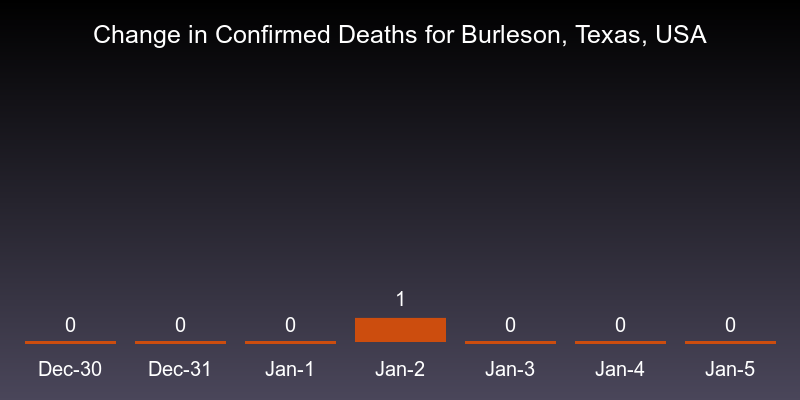 Change in Confirmed Deaths for Burleson, Texas, USA
1
0 0 0 0 0 0
Dec-30 Dec-31 Jan-1 Jan-2 Jan-3 Jan-4 Jan-5